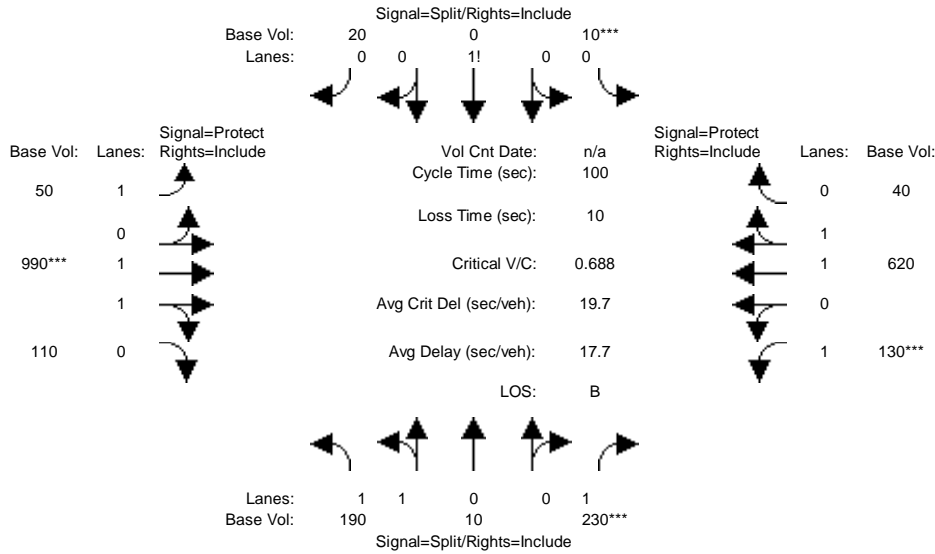 Signal=Split/Rights=Include
Base Vol: 20 0 10***
Lanes: 0 0 1! 0 0
Signal=Protect Signal=Protect
Base Vol: Lanes: Rights=Include Vol Cnt Date: n/a Rights=Include Lanes: Base Vol:
Cycle Time (sec): 100
50 1 0 40
Loss Time (sec): 10
0 1
990*** 1 Critical V/C: 0.688 1 620
1 Avg Crit Del (sec/veh): 19.7 0
110 0 Avg Delay (sec/veh): 17.7 1 130***
LOS: B
Lanes: 1 1 0 0 1
Base Vol: 190 10 230***
Signal=Split/Rights=Include